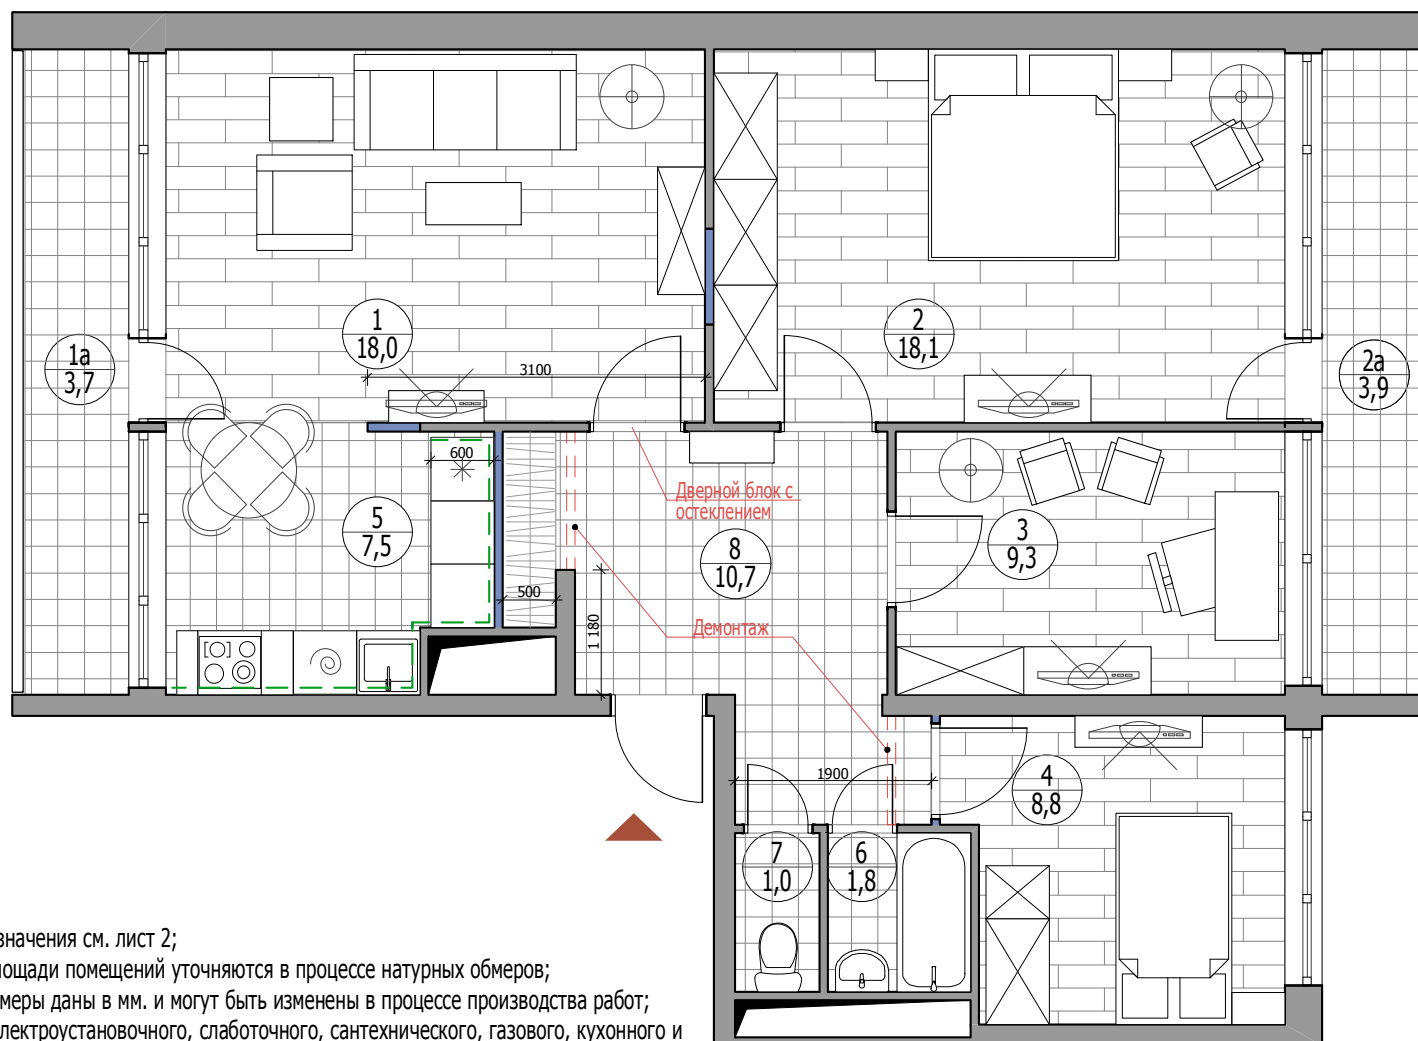 1
18,0
2
18,1
1а
3,7
2а
3,9
3100
600
Дверной блок с
остеклением
5
7,5
8
10,7
3
9,3
500
1 180
Демонтаж
1900
4
8,8
7
1,0
6
1,8
значения см. лист 2;
ощади помещений уточняются в процессе натурных обмеров;
меры даны в мм. и могут быть изменены в процессе производства работ;
лектроустановочного, слаботочного, сантехнического, газового, кухонного и